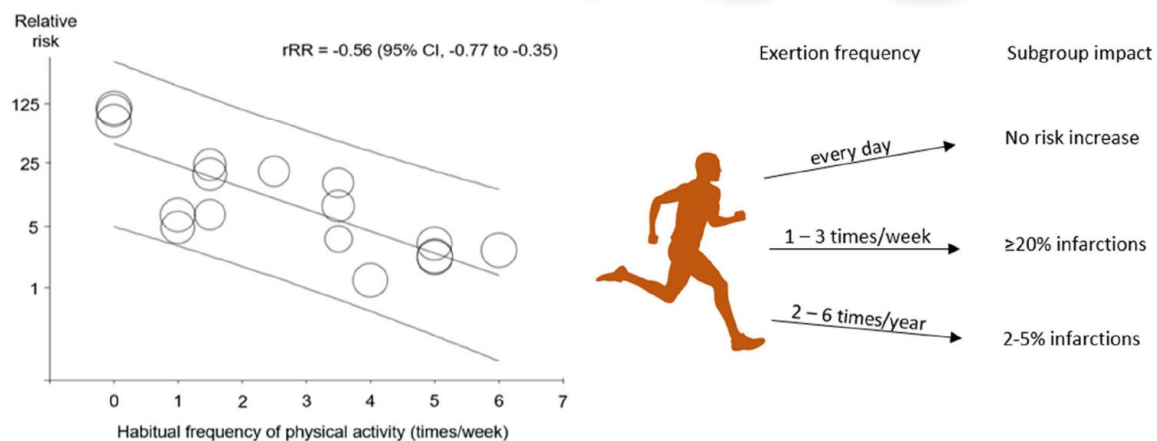 Relative
risk
rRR = -0.56 (95% CI, -0.77 to -0.35)
125
25
5
1
0 1 2 3 4 5 6 7
Habitual frequency of physical activity (times/week)
Exertion frequency
Subgroup impact
every day
No risk increase
1 – 3 times/week
≥20% infarctions
2 – 6 times/year
2-5% infarctions